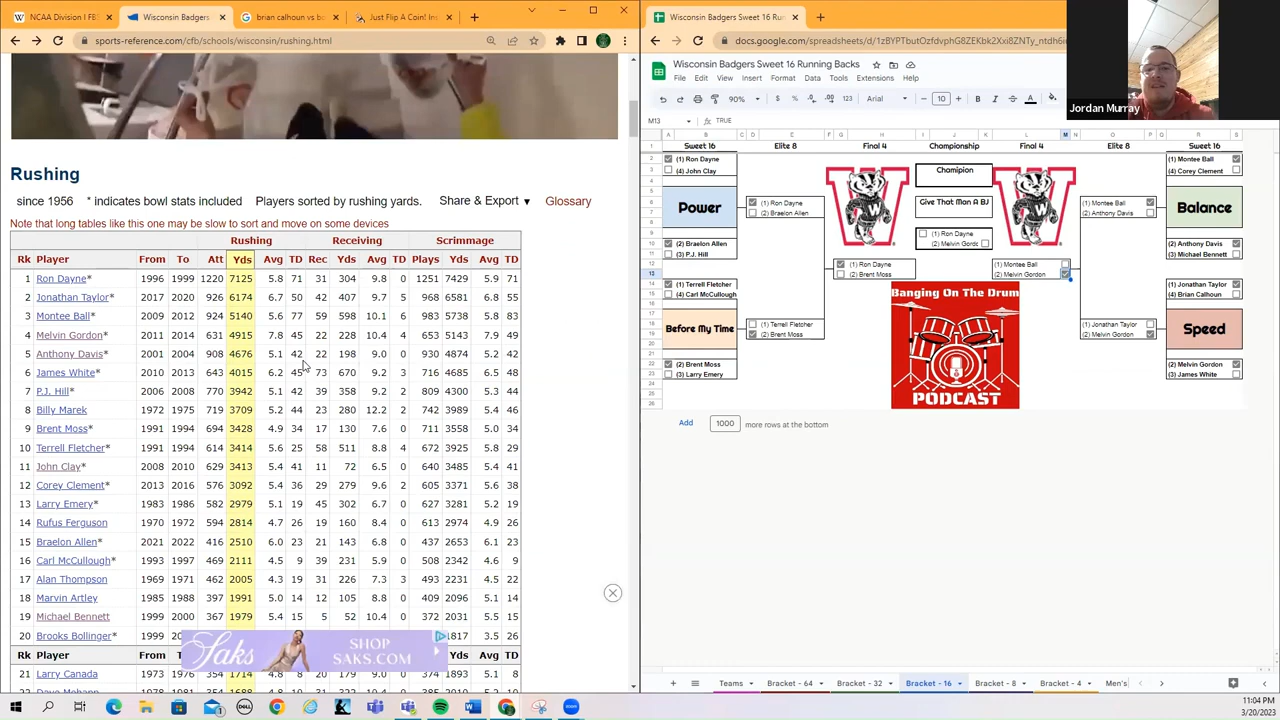 NCAA Division I FB
Wisconsin Badgers
brian calhoun vs b
Just Flip A Coin!
sports-reference.com/cfb/schools/wisconsin/rushing.html
Rushing
since 1956 * indicates bowl stats included Players sorted by rushing yards. Share & Export ▼ Glossary
Note that long tables like this one may be slow to sort and move on some devices
Rushing Receiving Scrimmage
Rk Player From To Att Yds Avg TD Rec Yds Avg TD Plays Yds Avg TD
1 Ron Dayne* 1996 1999 1220 7125 5.8 71 31 304 9.8 0 1251 7429 5.9 71
2 Jonathan Taylor* 2017 2019 926 6174 6.7 50 42 407 9.7 5 968 6581 6.8 55
3 Montee Ball* 2009 2012 924 5140 5.6 77 59 598 10.1 6 983 5738 5.8 83
4 Melvin Gordon* 2011 2014 631 4915 7.8 45 22 228 10.4 4 653 5143 7.9 49
5 Anthony Davis* 2001 2004 908 4676 5.1 42 22 198 9.0 0 930 4874 5.2 42
6 James White* 2010 2013 643 4015 6.2 45 73 670 9.2 3 716 4685 6.5 48
7 P.J. Hill* 2006 2008 770 3942 5.1 42 39 358 9.2 2 809 4300 5.3 44
8 Billy Marek 1972 1975 719 3709 5.2 44 23 280 12.2 2 742 3989 5.4 46
9 Brent Moss* 1991 1994 694 3428 4.9 34 17 130 7.6 0 711 3558 5.0 34
10 Terrell Fletcher* 1991 1994 614 3414 5.6 25 58 511 8.8 4 672 3925 5.8 29
11 John Clay* 2008 2010 629 3413 5.4 41 11 72 6.5 0 640 3485 5.4 41
12 Corey Clement* 2013 2016 576 3092 5.4 36 29 279 9.6 2 605 3371 5.6 38
13 Larry Emery* 1983 1986 582 2979 5.1 19 45 302 6.7 0 627 3281 5.2 19
14 Rufus Ferguson 1970 1972 594 2814 4.7 26 19 160 8.4 0 613 2974 4.9 26
15 Braelon Allen* 2021 2022 416 2510 6.0 23 21 143 6.8 0 437 2653 6.1 23
16 Carl McCullough* 1993 1997 469 2111 4.5 9 39 231 5.9 0 508 2342 4.6 9
17 Alan Thompson 1969 1971 462 2005 4.3 19 31 226 7.3 3 493 2231 4.5 22
18 Marvin Artley 1985 1988 397 1991 5.0 14 12 105 8.8 0 409 2096 5.1 14
19 Michael Bennett 1999 2000 367 1979 5.4 15 5 52 10.4 0 372 2031 5.5 15
20 Brooks Bollinger* 1999 1817 3.5 26
Rk Player Yds Avg TD
21 Larry Canada 1973 1893 5.1 8
Saks
SHOP
SAKS.COM
Wisconsin Badgers Sweet 16 Run
docs.google.com/spreadsheets/d/
Wisconsin Badgers Sweet 16 Running Backs
File Edit View Insert Format Data Tools Extensions Help
90% $ % .0 .00 123 Arial 10 B I S A
M13 TRUE
A B C D E F G H I J K L M N O P Q R S
1 Sweet 16 Elite 8 Final 4 Championship Final 4 Elite 8 Sweet 16
(1) Ron Dayne
(4) John Clay
Power
(2) Braelon Allen
(3) P.J. Hill
(1) Terrell Fletcher
(4) Carl McCullough
Before My Time
(2) Brent Moss
(3) Larry Emery
(1) Ron Dayne
(2) Braelon Allen
(1) Terrell Fletcher
(2) Brent Moss
(1) Ron Dayne
(2) Brent Moss
W
Chamipion
Give That Man A BJ
(1) Ron Dayne
(2) Melvin Gordc
W
(1) Montee Ball
(2) Melvin Gordon
Banging On The Drum
PODCAST
(1) Montee Ball
(2) Anthony Davis
(1) Jonathan Taylor
(2) Melvin Gordon
(1) Montee Ball
(4) Corey Clement
Balance
(2) Anthony Davis
(3) Michael Bennett
(1) Jonathan Taylor
(4) Brian Calhoun
Speed
(2) Melvin Gordon
(3) James White
Add 1000 more rows at the bottom
Teams Bracket - 64 Bracket - 32 Bracket - 16 Bracket - 8 Bracket - 4 Men's
Jordan Murray
11:04 PM
3/20/2023